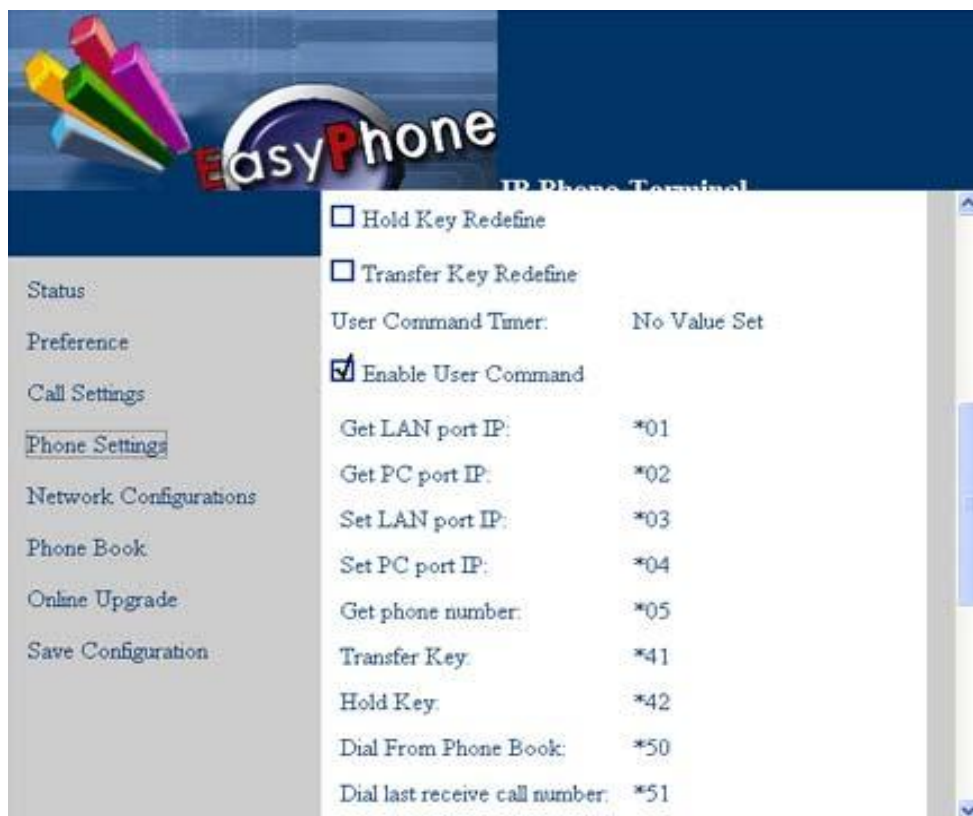 EasyPhone
IP Phone Terminal
Hold Key Redefine
Transfer Key Redefine
User Command Timer: No Value Set
Enable User Command
Get LAN port IP: *01
Get PC port IP: *02
Set LAN port IP: *03
Set PC port IP: *04
Get phone number: *05
Transfer Key: *41
Hold Key: *42
Dial From Phone Book: *50
Dial last receive call number: *51
Status
Preference
Call Settings
Phone Settings
Network Configurations
Phone Book
Online Upgrade
Save Configuration